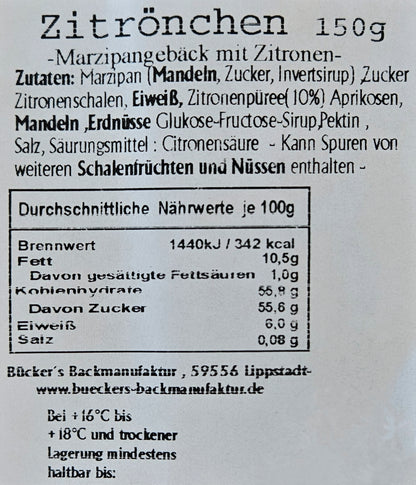 Zitrönchen 150g
-Marzipangebäck mit Zitronen-
Zutaten: Marzipan (Mandeln, Zucker, Invertsirup) ,Zucker
Zitronenschalen, Eiweiß, Zitronenpüree( 10%) Aprikosen,
Mandeln ,Erdnüsse Glukose-Fructose-Sirup,Pektin ,
Salz, Säurungsmittel : Citronensäure - Kann Spuren von
weiteren Schalenfrüchten und Nüssen enthalten -
Durchschnittliche Nährwerte je 100g
Brennwert 1440kJ / 342 kcal
Fett 10,5g
Davon gesättigte Fettsäuren 1,0g
Kohlenhydrate 55,9 g
Davon Zucker 55,6 g
Eiweiß 6,0 g
Salz 0,08 g
Bücker's Backmanufaktur , 59556 Lippstadt-
www.bueckers-backmanufaktur.de
Bei +16°C bis
+18°C und trockener
Lagerung mindestens
haltbar bis: